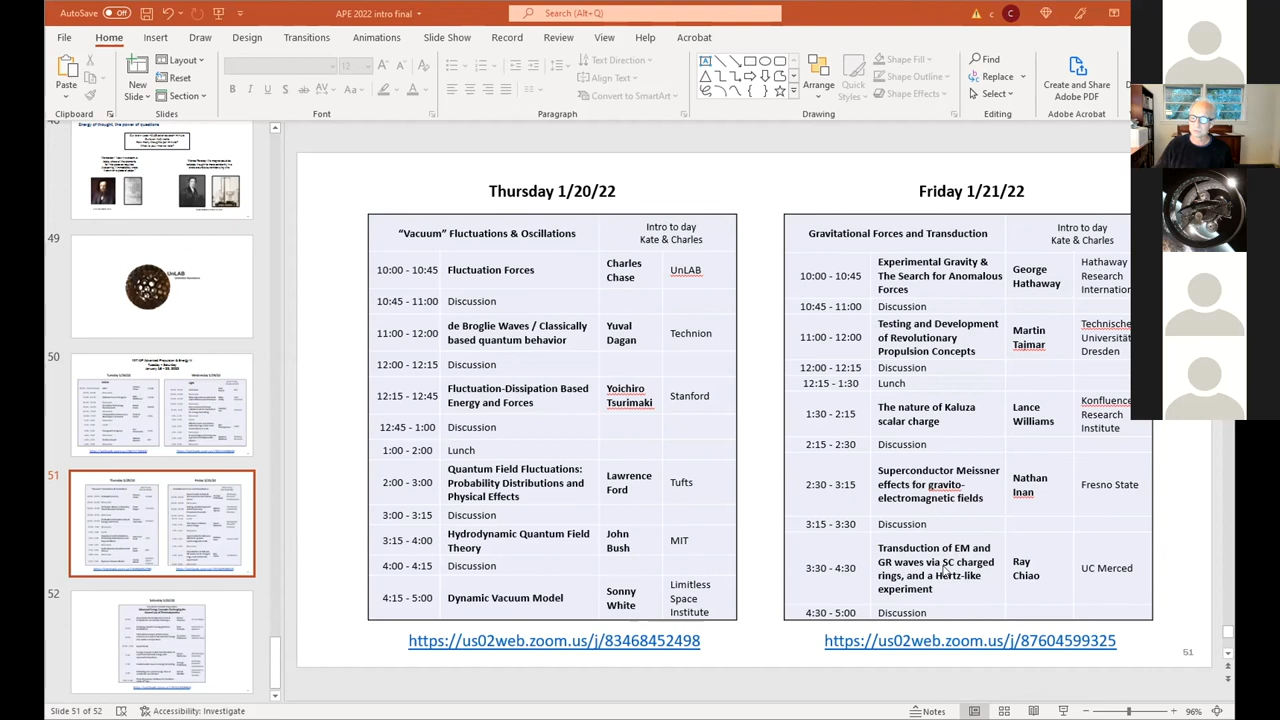 AutoSave Off APE 2022 intro final Search (Alt+Q) c C
File Home Insert Draw Design Transitions Animations Slide Show Record Review View Help Acrobat
Paste
Clipboard
New
Slide
Layout
Reset
Section
Slides
12
Font
Text Direction
Align Text
Convert to SmartArt
Paragraph
Arrange
Quick
Styles
Shape Fill
Shape Outline
Shape Effects
Drawing
Find
Replace
Select
Editing
Create and Share
Adobe PDF
Adobe Acrobat
Energy of thought, the power of questions
49
UnLAB
50
51
52
Thursday 1/20/22
“Vacuum” Fluctuations & Oscillations
Intro to day
Kate & Charles
10:00 - 10:45 Fluctuation Forces Charles
Chase UnLAB
10:45 - 11:00 Discussion
11:00 - 12:00 de Broglie Waves / Classically
based quantum behavior
Yuval
Dagan
Technion
12:00 - 12:15 Discussion
12:15 - 12:45 Fluctuation-Dissipation Based
Energy and Forces
Yoichiro
Tsurimaki
Stanford
12:45 - 1:00 Discussion
1:00 - 2:00 Lunch
2:00 - 3:00 Quantum Field Fluctuations:
Probability Distributions and
Physical Effects
Lawrence
Ford
Tufts
3:00 - 3:15 Discussion
3:15 - 4:00 Hydrodynamic Quantum Field
Theory
John
Bush
MIT
4:00 - 4:15 Discussion
4:15 - 5:00 Dynamic Vacuum Model Sonny
White
Limitless
Space
Institute
https://us02web.zoom.us/j/83468452498
Friday 1/21/22
Gravitational Forces and Transduction
Intro to day
Kate & Charles
10:00 - 10:45 Experimental Gravity &
the Search for Anomalous
Forces
George
Hathaway
Hathaway
Research
Internation
10:45 - 11:00 Discussion
11:00 - 12:00 Testing and Development
of Revolutionary
Propulsion Concepts
Martin
Tajmar
Technische
Universität
Dresden
12:00 - 12:15 Discussion
12:15 - 1:30 Lunch
1:30 - 2:15 The nature of Kaluza
scalar charge
Lance
Williams
Konfluence
Research
Institute
2:15 - 2:30 Discussion
2:30 - 3:15 Superconductor Meissner
effects for gravito-
electromagnetic fields
Nathan
Inan
Fresno State
3:15 - 3:30 Discussion
3:30 - 4:30 Transduction of EM and
GR waves via SC charged
rings, and a Hertz-like
experiment
Ray
Chiao
UC Merced
4:30 - 5:00 Discussion
https://us02web.zoom.us/j/87604599325
51
Slide 51 of 52 Accessibility: Investigate Notes 96%